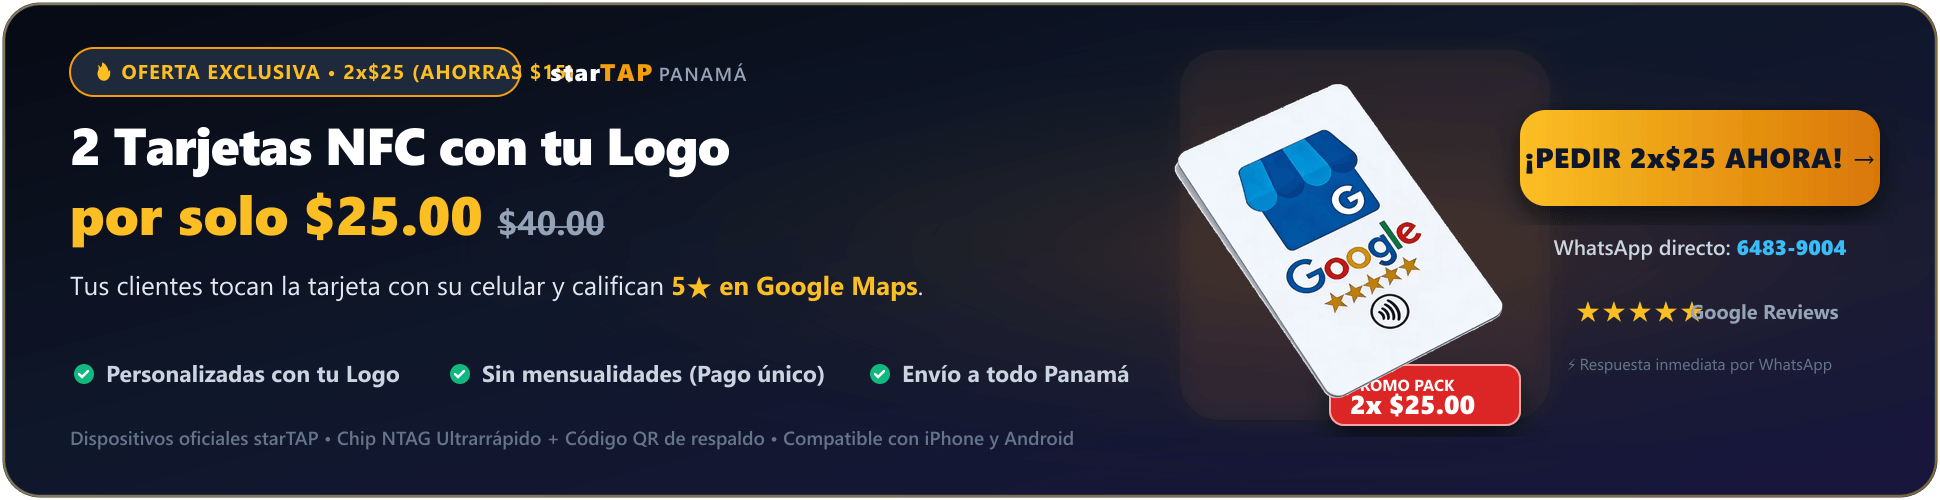 OFERTA EXCLUSIVA • 2x$25 (AHORRAS $15
starTAP PANAMÁ
2 Tarjetas NFC con tu Logo
por solo $25.00 $40.00
Tus clientes tocan la tarjeta con su celular y califican 5★ en Google Maps.
Personalizadas con tu Logo
Sin mensualidades (Pago único)
Envío a todo Panamá
Dispositivos oficiales starTAP • Chip NTAG Ultrarrápido + Código QR de respaldo • Compatible con iPhone y Android
G
Google
PROMO PACK
2x $25.00
¡PEDIR 2x$25 AHORA! →
WhatsApp directo: 6483-9004
★★★★★ Google Reviews
⚡ Respuesta inmediata por WhatsApp